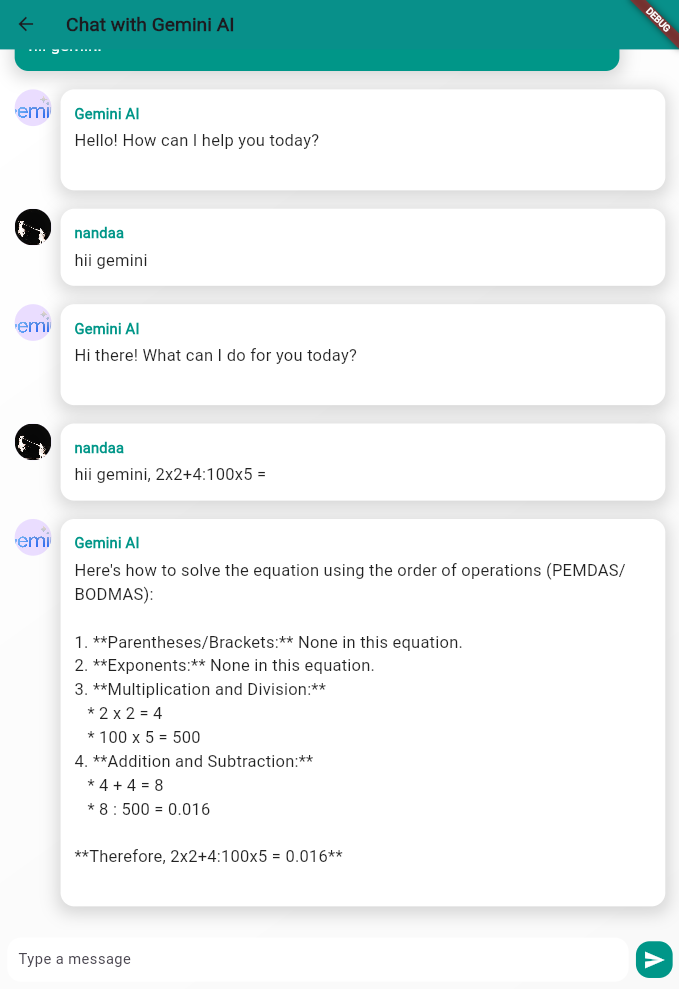 Chat with Gemini AI
DEBUG
Gemini AI
Hello! How can I help you today?
nandaa
hii gemini
Gemini AI
Hi there! What can I do for you today?
nandaa
hii gemini, 2x2+4:100x5 =
Gemini AI
Here's how to solve the equation using the order of operations (PEMDAS/
BODMAS):
1. **Parentheses/Brackets:** None in this equation.
2. **Exponents:** None in this equation.
3. **Multiplication and Division:**
* 2 x 2 = 4
* 100 x 5 = 500
4. **Addition and Subtraction:**
* 4 + 4 = 8
* 8 : 500 = 0.016
**Therefore, 2x2+4:100x5 = 0.016**
Type a message